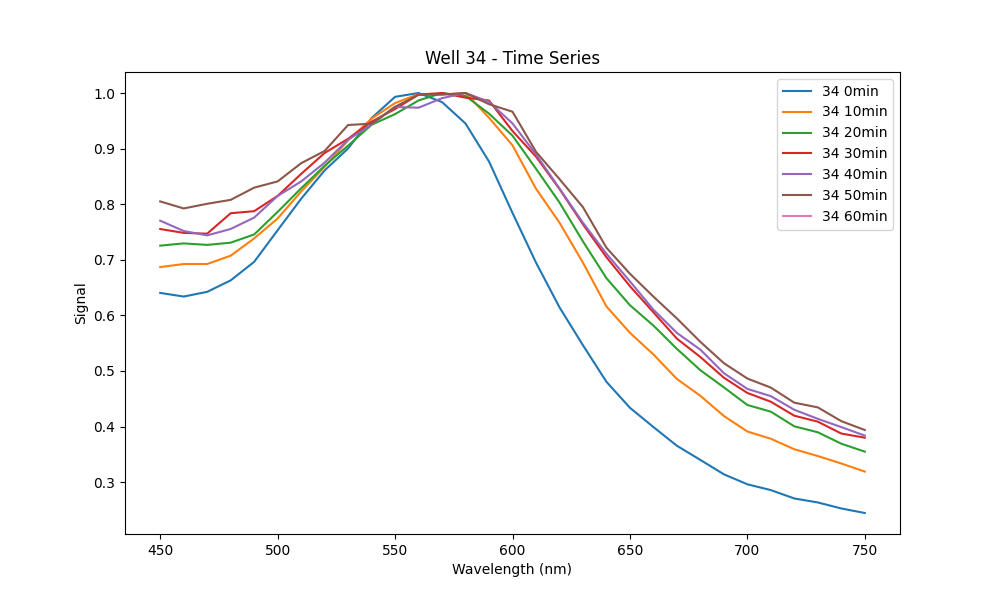 Well 34 - Time Series
Signal
1.0
0.9
0.8
0.7
0.6
0.5
0.4
0.3
34 0min
34 10min
34 20min
34 30min
34 40min
34 50min
34 60min
450 500 550 600 650 700 750
Wavelength (nm)